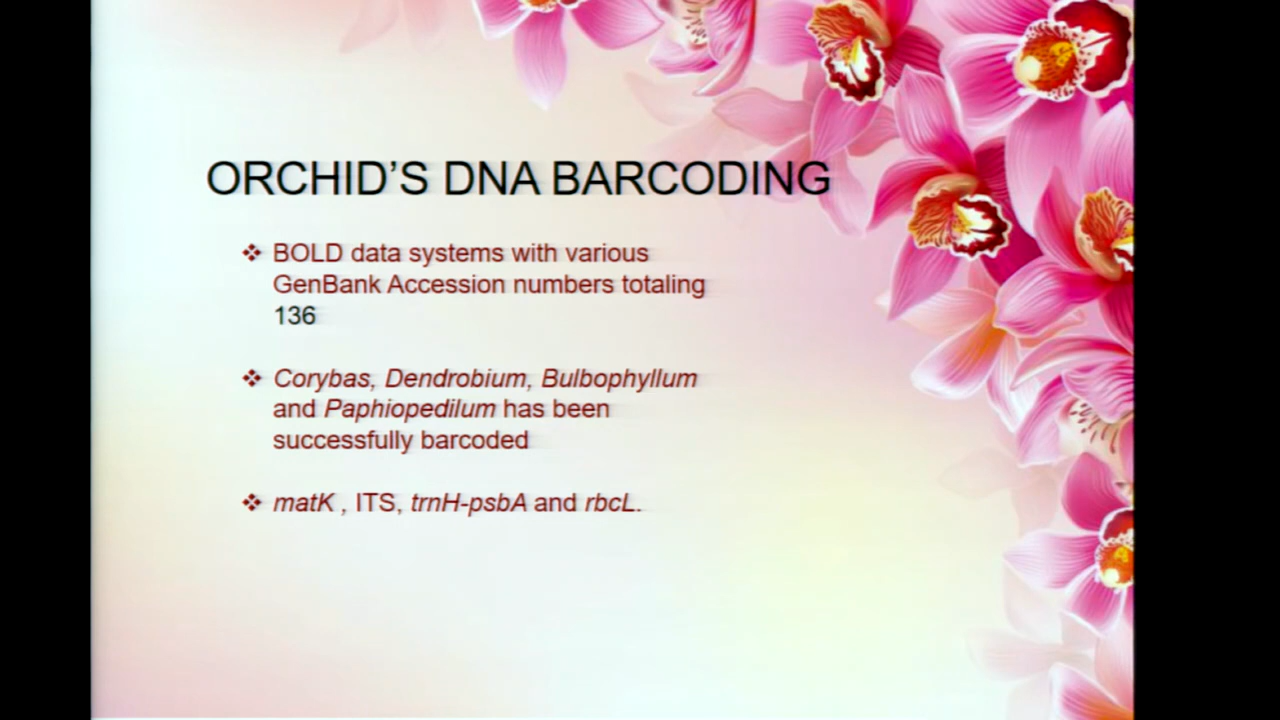 ORCHID'S DNA BARCODING
❖ BOLD data systems with various
GenBank Accession numbers totaling
136
❖ Corybas, Dendrobium, Bulbophyllum
and Paphiopedilum has been
successfully barcoded
❖ matK , ITS, trnH-psbA and rbcL.